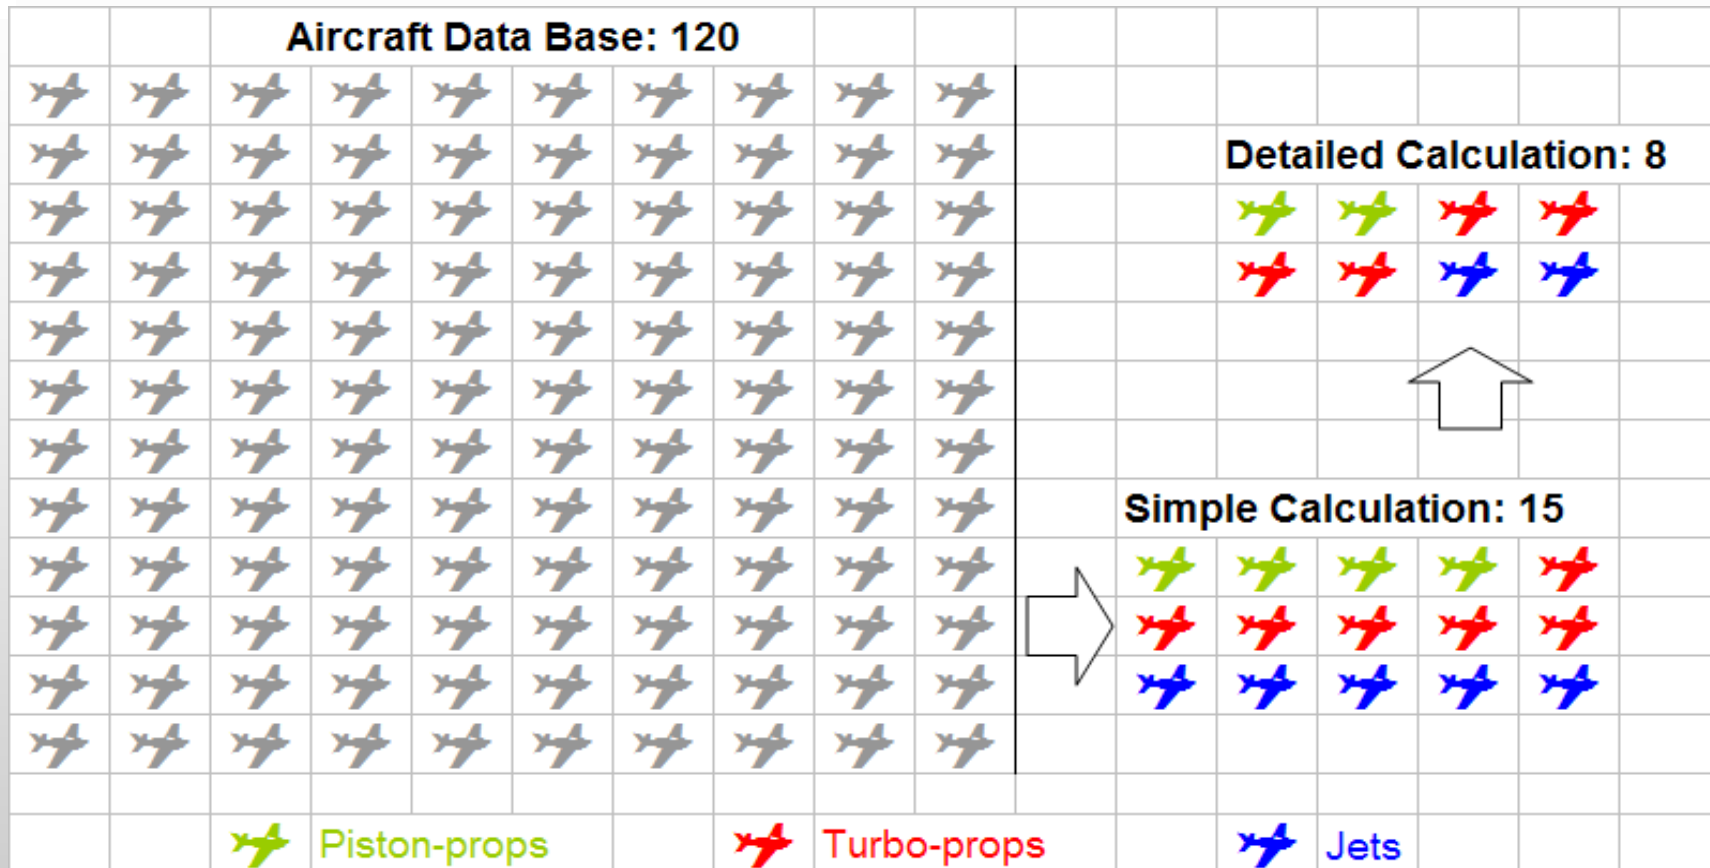 Aircraft Data Base: 120
Detailed Calculation: 8
Simple Calculation: 15
Piston-props
Turbo-props
Jets